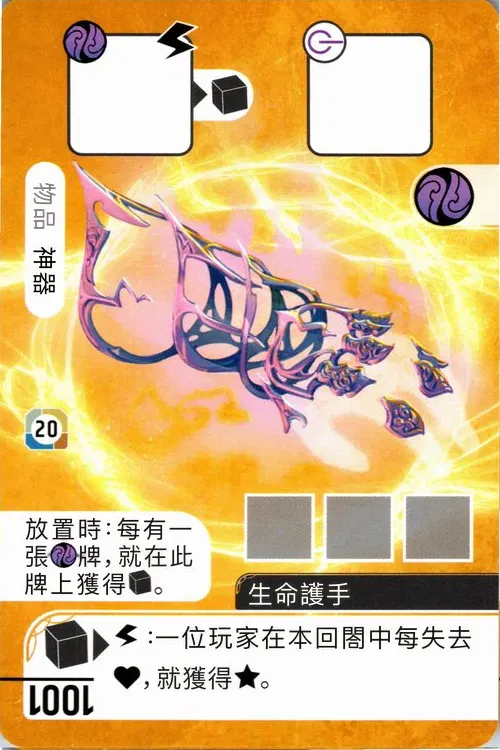 物品 神器
20
放置時：每有一
張牌，就在此
牌上獲得。
生命護手
：一位玩家在本回閤中每失去
，就獲得。
1001